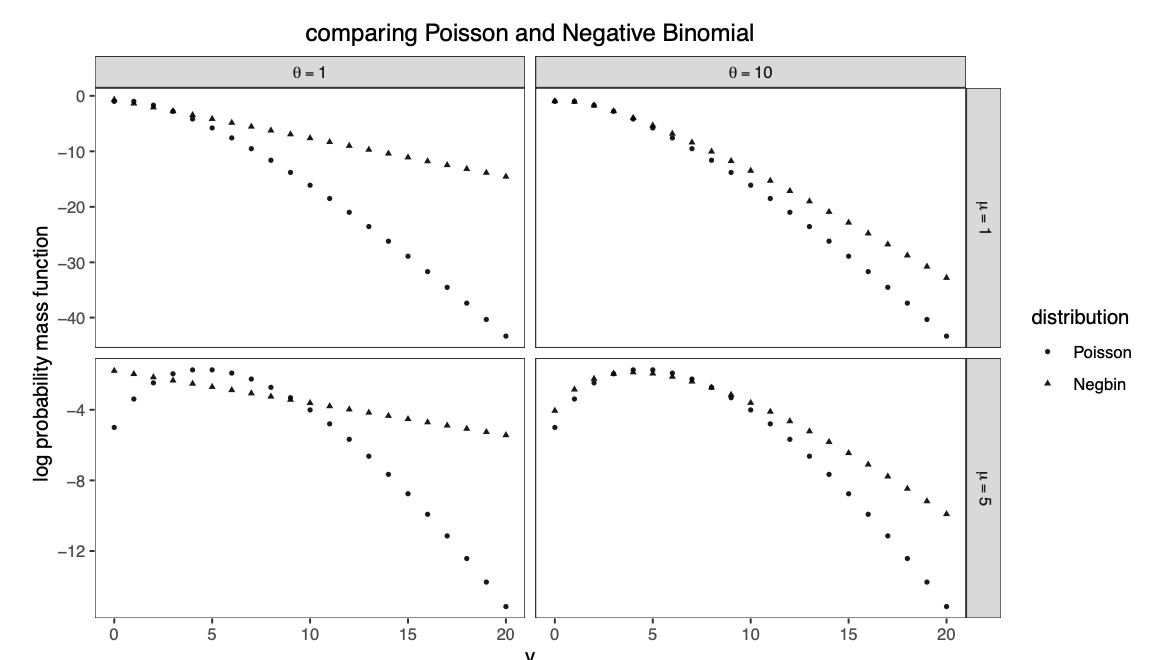 comparing Poisson and Negative Binomial
θ = 1
θ = 10
0
−10
−20
−30
−40
μ = 1
log probability mass function
−4
−8
−12
μ = 5
0
5
10
15
20
0
5
10
15
20
distribution
Poisson
Negbin